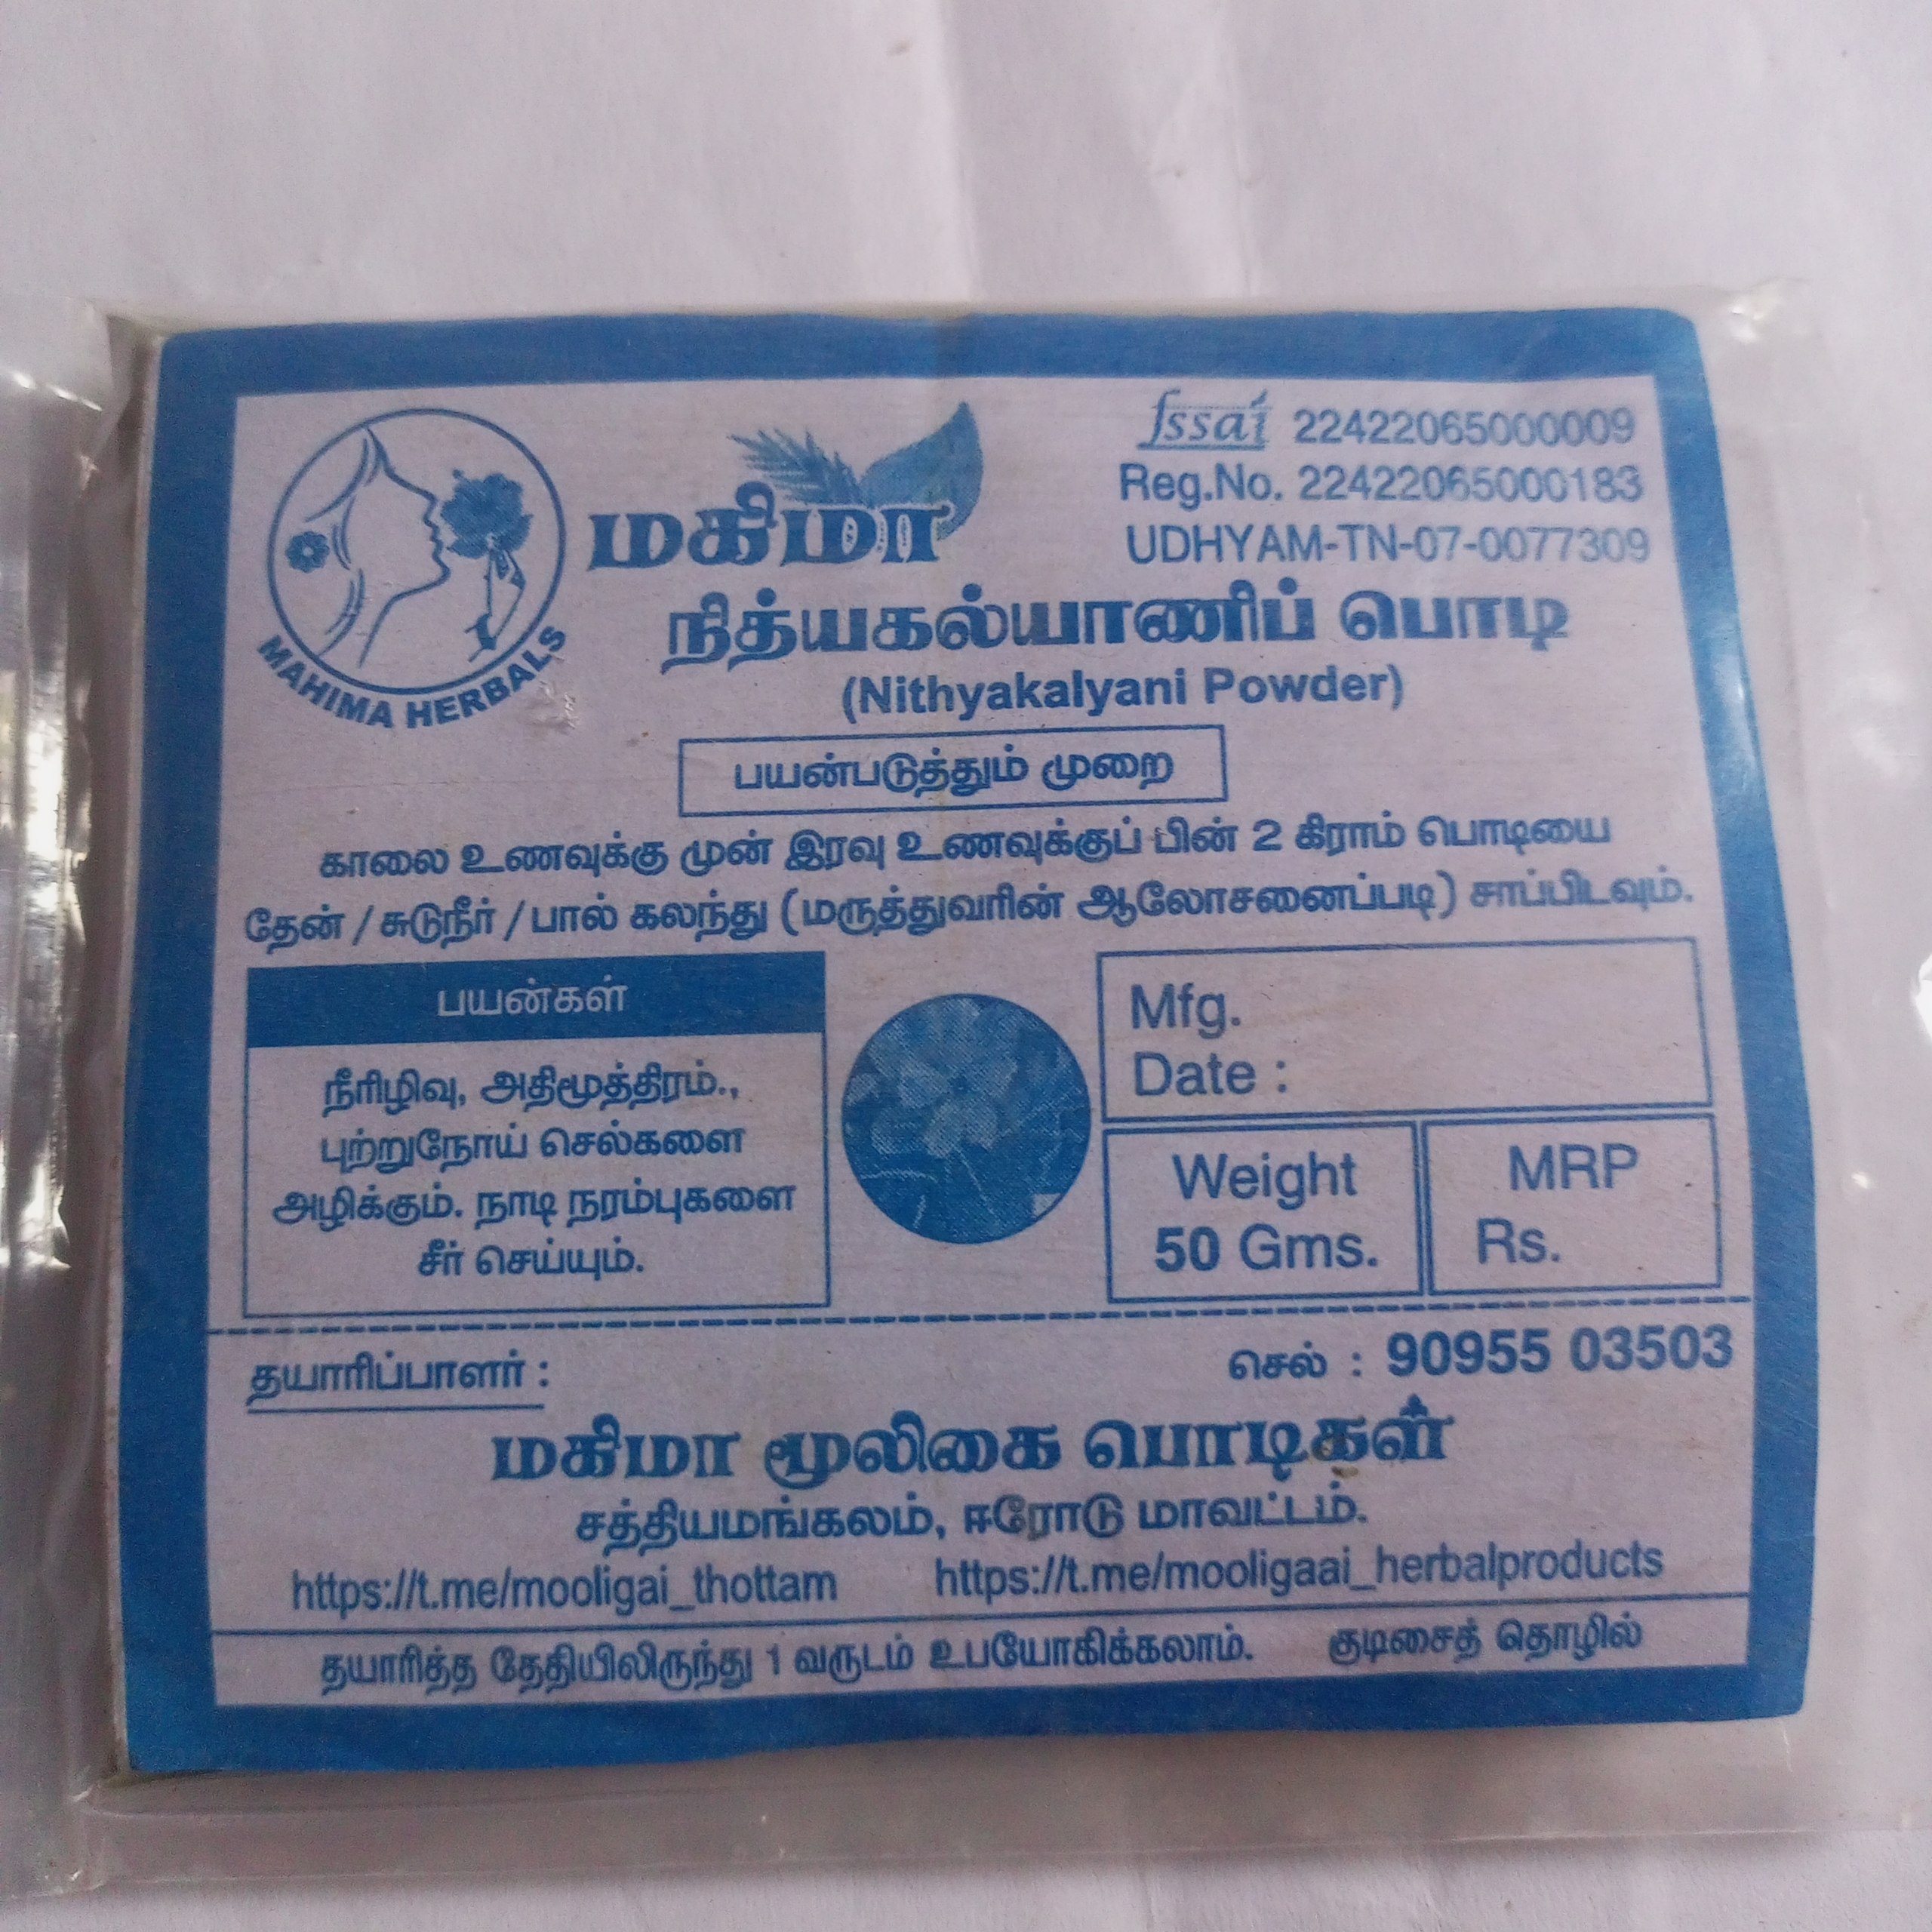 fssai 22422065000009
Reg.No. 22422065000183
UDHYAM-TN-07-0077309
MAHIMA HERBALS
மகிமா
நித்யகல்யாணிப் பொடி
(Nithyakalyani Powder)
பயன்படுத்தும் முறை
காலை உணவுக்கு முன் இரவு உணவுக்குப் பின் 2 கிராம் பொடியை
தேன் / சுடுநீர் / பால் கலந்து (மருத்துவரின் ஆலோசனைப்படி) சாப்பிடவும்.
பயன்கள்
நீரிழிவு, அதிமூத்திரம்.,
புற்றுநோய் செல்களை
அழிக்கும். நாடி நரம்புகளை
சீர் செய்யும்.
Mfg.
Date :
Weight
50 Gms.
MRP
Rs.
தயாரிப்பாளர் :
செல் : 90955 03503
மகிமா மூலிகை பொடிகள்
சத்தியமங்கலம், ஈரோடு மாவட்டம்.
https://t.me/mooligai_thottam https://t.me/mooligaai_herbalproducts
தயாரித்த தேதியிலிருந்து 1 வருடம் உபயோகிக்கலாம். குடிசைத் தொழில்